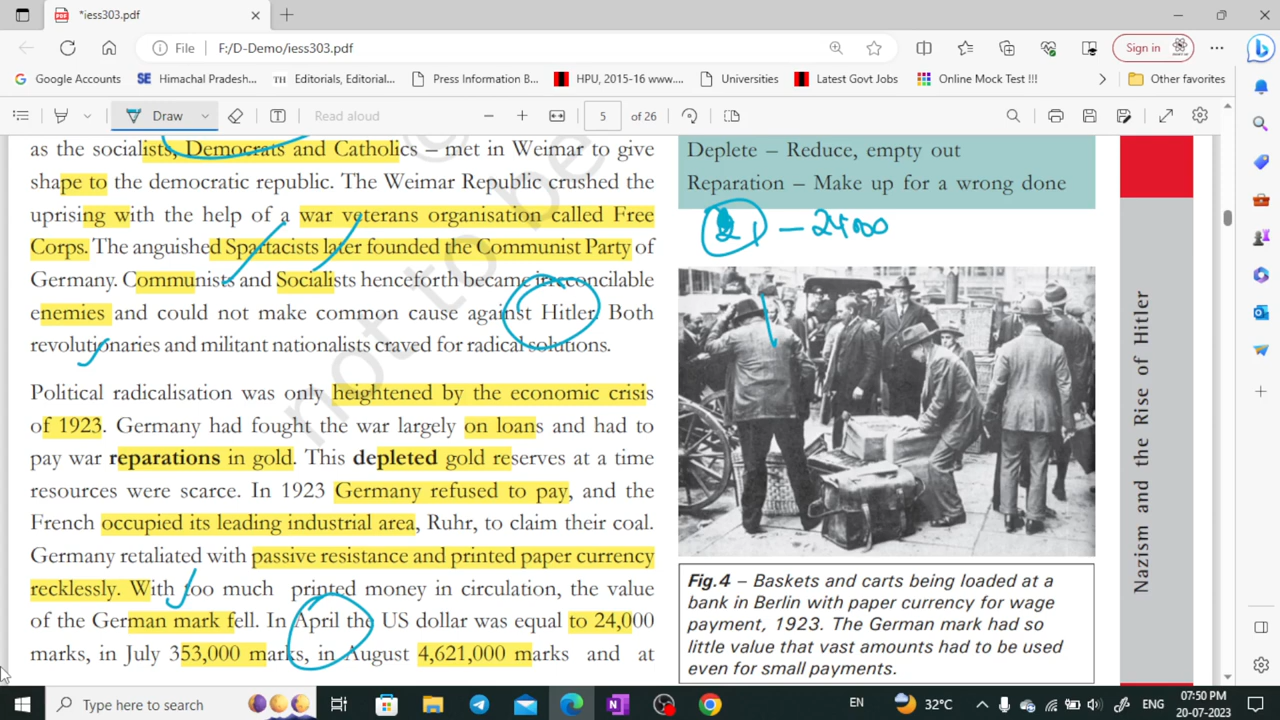 *iess303.pdf
File
F:/D-Demo/iess303.pdf
Sign in
Google Accounts
SE Himachal Pradesh...
TH Editorials, Editorial...
Press Information B...
HPU, 2015-16 www....
Universities
Latest Govt Jobs
Online Mock Test !!!
Other favorites
Draw
Read aloud
5 of 26
as the socialists, Democrats and Catholics – met in Weimar to give
shape to the democratic republic. The Weimar Republic crushed the
uprising with the help of a war veterans organisation called Free
Corps. The anguished Spartacists later founded the Communist Party of
Germany. Communists and Socialists henceforth became irreconcilable
enemies and could not make common cause against Hitler. Both
revolutionaries and militant nationalists craved for radical solutions.
Political radicalisation was only heightened by the economic crisis
of 1923. Germany had fought the war largely on loans and had to
pay war reparations in gold. This depleted gold reserves at a time
resources were scarce. In 1923 Germany refused to pay, and the
French occupied its leading industrial area, Ruhr, to claim their coal.
Germany retaliated with passive resistance and printed paper currency
recklessly. With too much printed money in circulation, the value
of the German mark fell. In April the US dollar was equal to 24,000
marks, in July 353,000 marks, in August 4,621,000 marks and at
not to be
Deplete – Reduce, empty out
Reparation – Make up for a wrong done
– 24000
Fig.4 – Baskets and carts being loaded at a
bank in Berlin with paper currency for wage
payment, 1923. The German mark had so
little value that vast amounts had to be used
even for small payments.
Nazism and the Rise of Hitler
Type here to search
EN
32°C
ENG
07:50 PM
20-07-2023